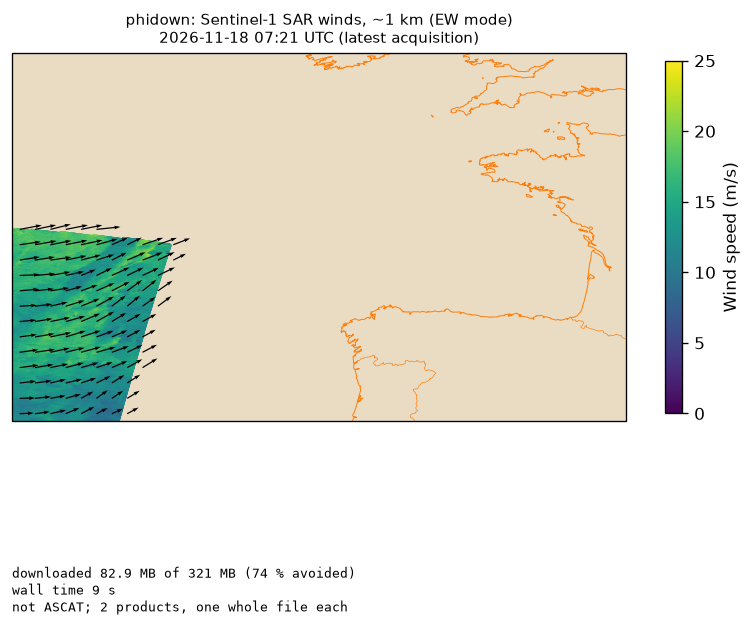 phidown: Sentinel-1 SAR winds, ~1 km (EW mode)
2026-11-18 07:21 UTC (latest acquisition)
25
20
15
10
5
0
Wind speed (m/s)
downloaded 82.9 MB of 321 MB (74 % avoided)
wall time 9 s
not ASCAT; 2 products, one whole file each